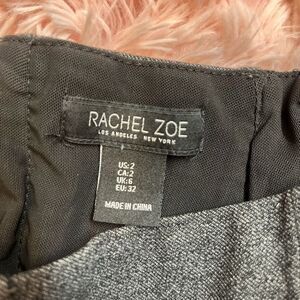 RACHEL ZOE
LOS ANGELES NEW YORK
US: 2
CA: 2
UK: 6
EU: 32
MADE IN CHINA